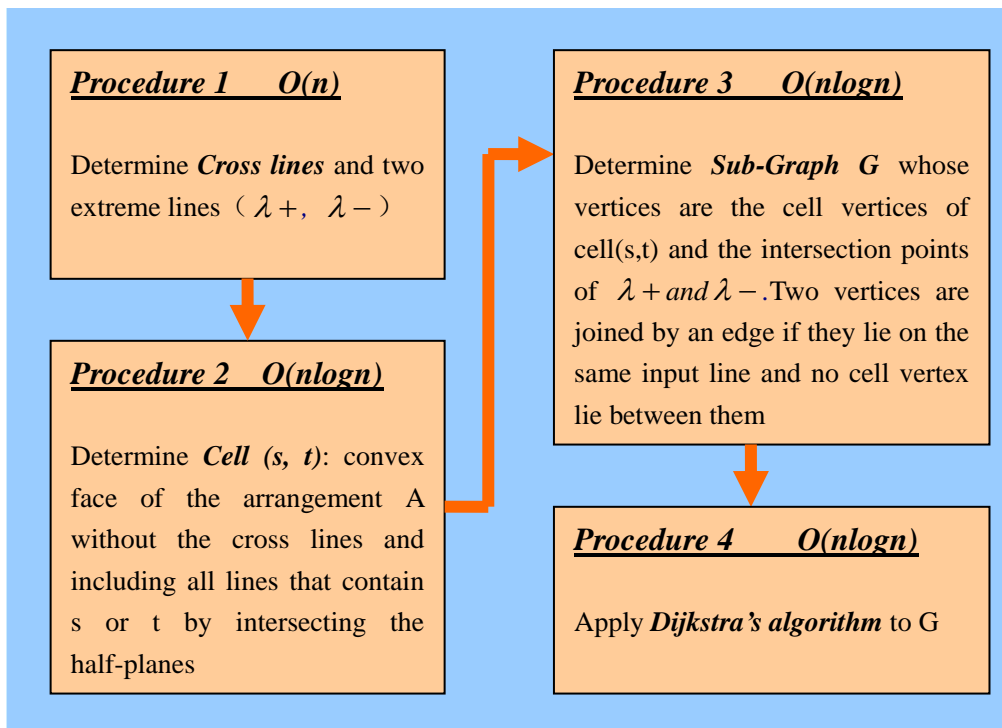 Procedure 1 O(n)
Determine Cross lines and two
extreme lines（λ+, λ−）
Procedure 2 O(nlogn)
Determine Cell (s, t): convex
face of the arrangement A
without the cross lines and
including all lines that contain
s or t by intersecting the
half-planes
Procedure 3 O(nlogn)
Determine Sub-Graph G whose
vertices are the cell vertices of
cell(s,t) and the intersection points
of λ+ and λ−.Two vertices are
joined by an edge if they lie on the
same input line and no cell vertex
lie between them
Procedure 4 O(nlogn)
Apply Dijkstra’s algorithm to G